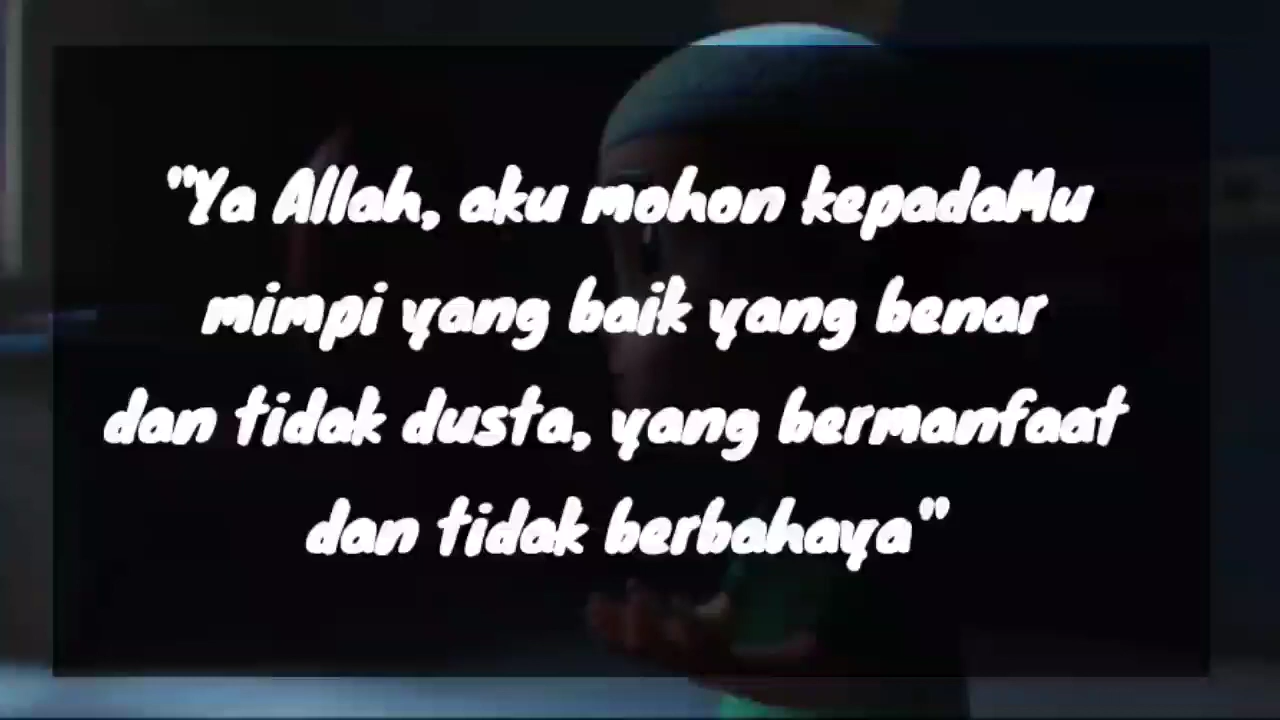 "Ya Allah, aku mohon kepadaMu
mimpi yang baik yang benar
dan tidak dusta, yang bermanfaat
dan tidak berbahaya"